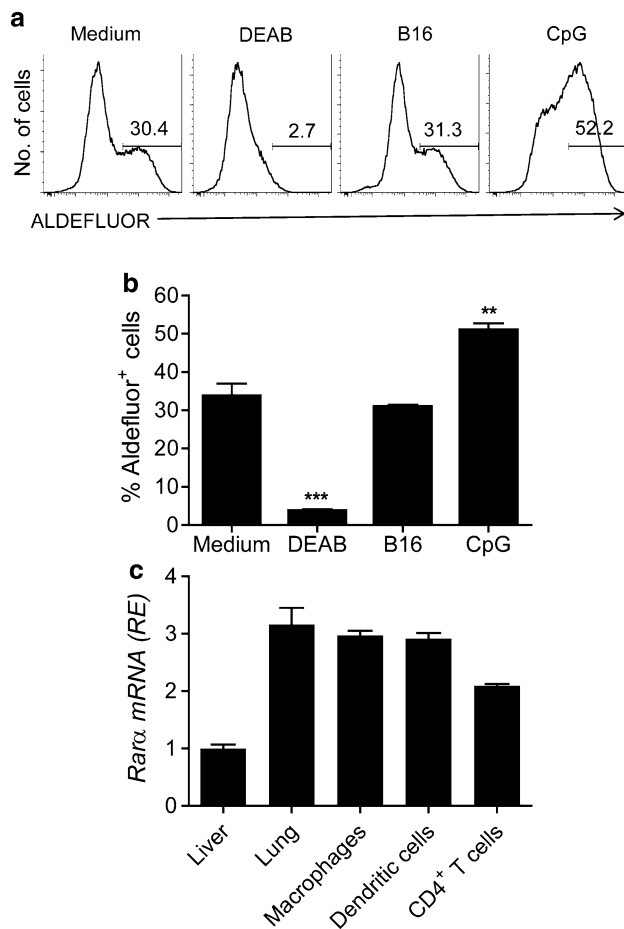 a
Medium DEAB B16 CpG
No. of cells
30.4 2.7 31.3 52.2
ALDEFLUOR
b
% Aldefluor⁺ cells
60
50
40
30
20
10
0
***
**
Medium DEAB B16 CpG
c
Rarα mRNA (RE)
4
3
2
1
0
Liver
Lung
Macrophages
Dendritic cells
CD4⁺ T cells